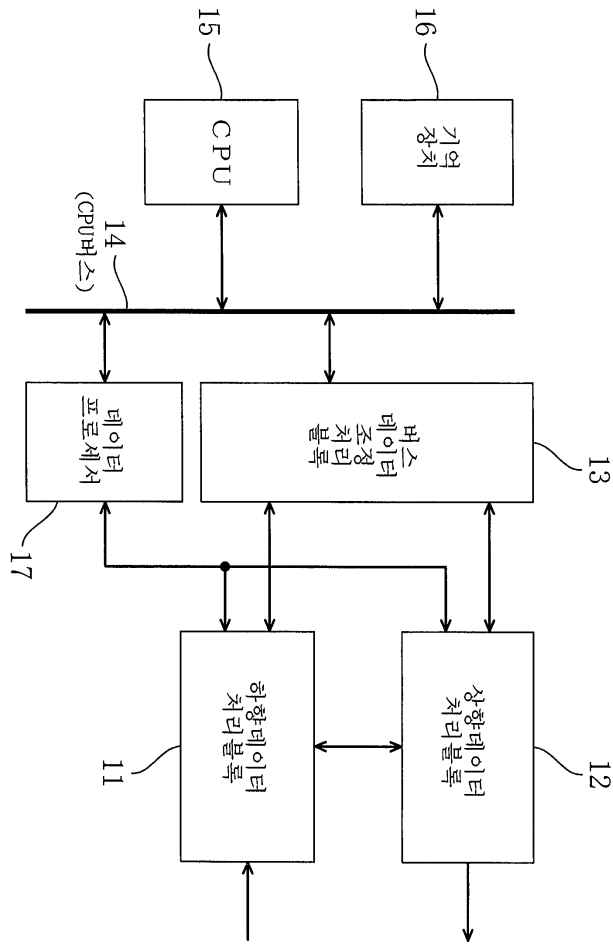 15
CPU
16
기억
장치
14
(CPU버스)
데이터
프로세서
17
버스
데이터
조정
처리
블록
13
하향데이터
처리블록
11
상향데이터
처리블록
12